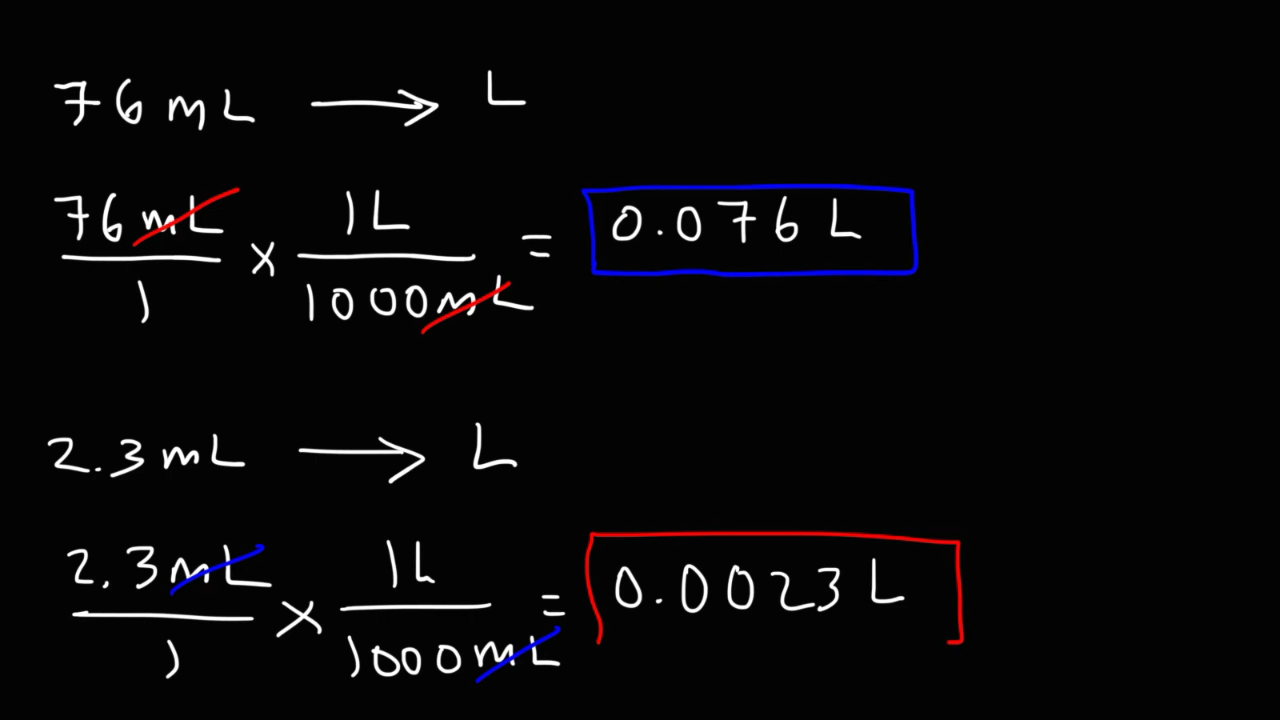 76 mL ⟶ L
76 mL / 1 × 1 L / 1000 mL = 0.076 L
2.3 mL ⟶ L
2.3 mL / 1 × 1 L / 1000 mL = 0.0023 L